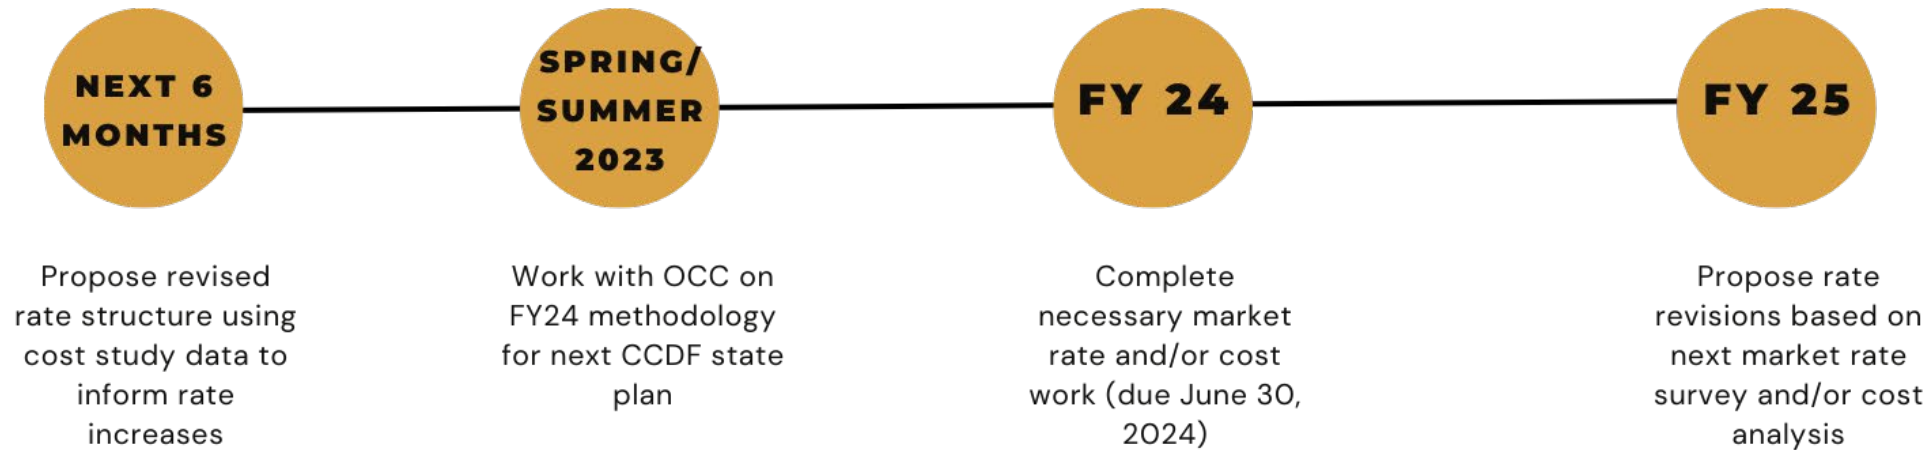 NEXT 6
MONTHS
SPRING/
SUMMER
2023
FY 24
FY 25
Propose revised
rate structure using
cost study data to
inform rate
increases
Work with OCC on
FY24 methodology
for next CCDF state
plan
Complete
necessary market
rate and/or cost
work (due June 30,
2024)
Propose rate
revisions based on
next market rate
survey and/or cost
analysis